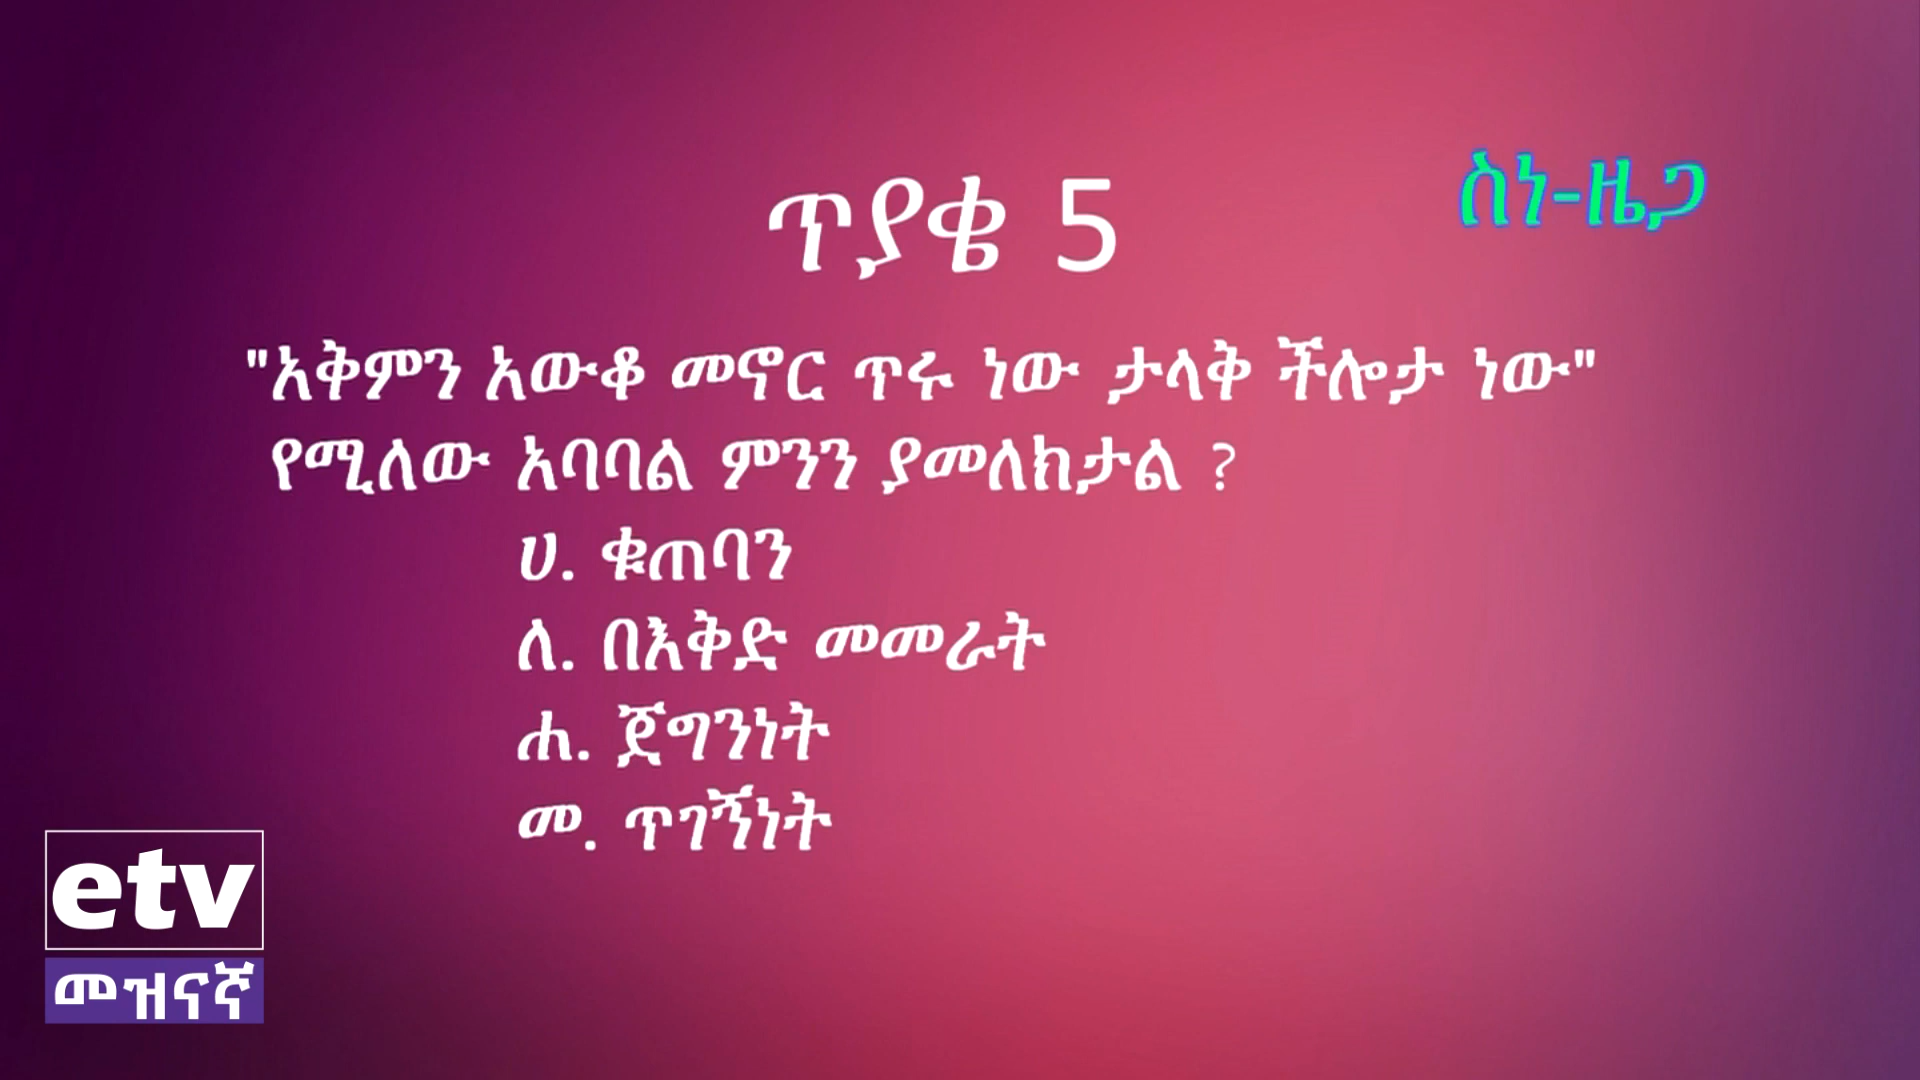 ጥያቄ 5
ስነ-ዜጋ
"አቅምን አውቆ መኖር ጥሩ ነው ታላቅ ችሎታ ነው"
የሚለው አባባል ምንን ያመለክታል ?
ሀ. ቁጠባን
ለ. በእቅድ መመራት
ሐ. ጀግንነት
መ. ጥገኝነት
etv
መዝናኛ